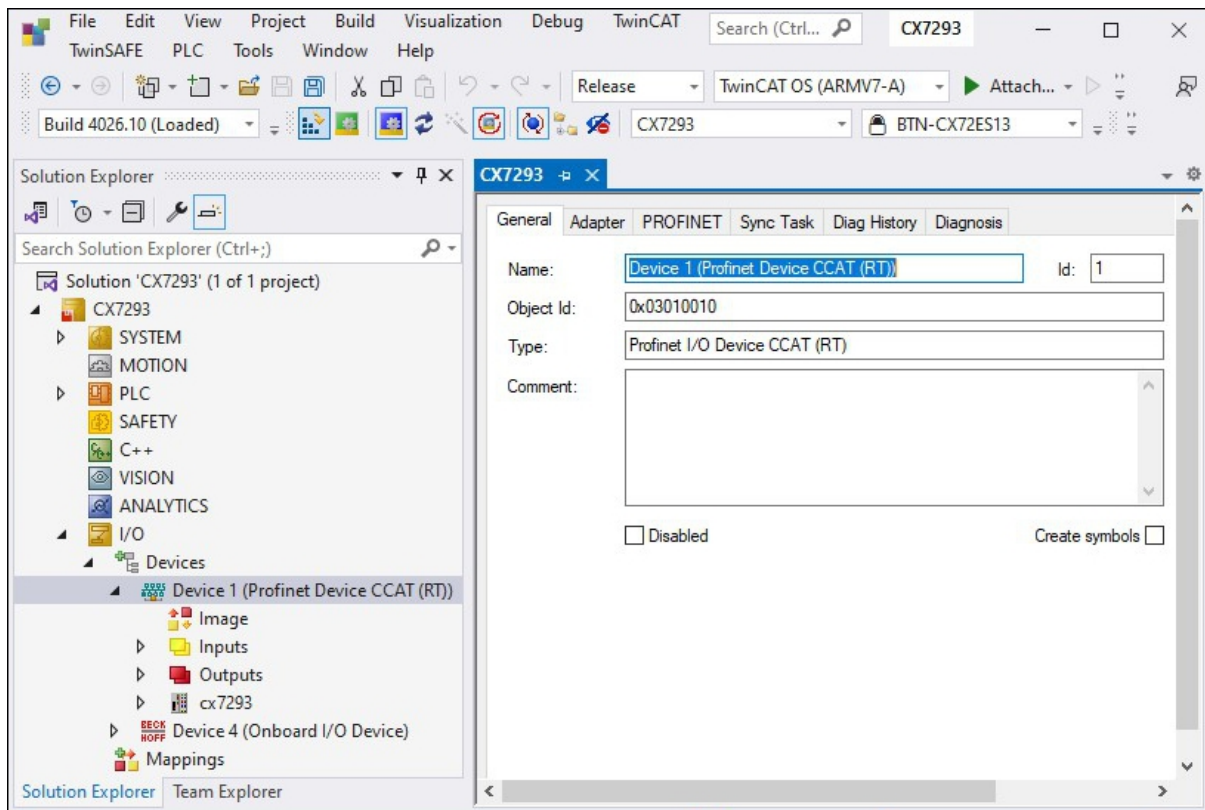 File Edit View Project Build Visualization Debug TwinCAT Search (Ctrl... CX7293
TwinSAFE PLC Tools Window Help
Release TwinCAT OS (ARMV7-A) Attach...
Build 4026.10 (Loaded) CX7293 BTN-CX72ES13
Solution Explorer
Search Solution Explorer (Ctrl+;)
Solution 'CX7293' (1 of 1 project)
CX7293
SYSTEM
MOTION
PLC
SAFETY
C++
VISION
ANALYTICS
I/O
Devices
Device 1 (Profinet Device CCAT (RT))
Image
Inputs
Outputs
cx7293
BECKHOFF Device 4 (Onboard I/O Device)
Mappings
Solution Explorer Team Explorer
CX7293
General Adapter PROFINET Sync Task Diag History Diagnosis
Name: Device 1 (Profinet Device CCAT (RT)) Id: 1
Object Id: 0x03010010
Type: Profinet I/O Device CCAT (RT)
Comment:
Disabled Create symbols